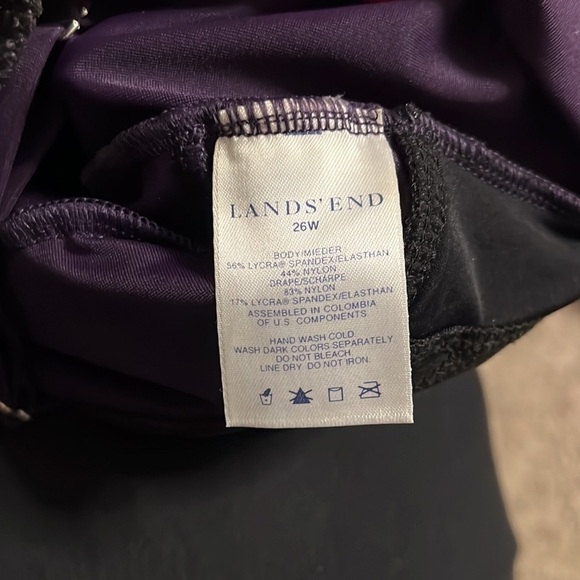 LANDS' END
26W
BODY/MIEDER
56% LYCRA® SPANDEX/ELASTHAN
44% NYLON
DRAPE/SCHARPE
83% NYLON
17% LYCRA® SPANDEX/ELASTHAN
ASSEMBLED IN COLOMBIA
OF U.S. COMPONENTS
HAND WASH COLD.
WASH DARK COLORS SEPARATELY
DO NOT BLEACH.
LINE DRY. DO NOT IRON.